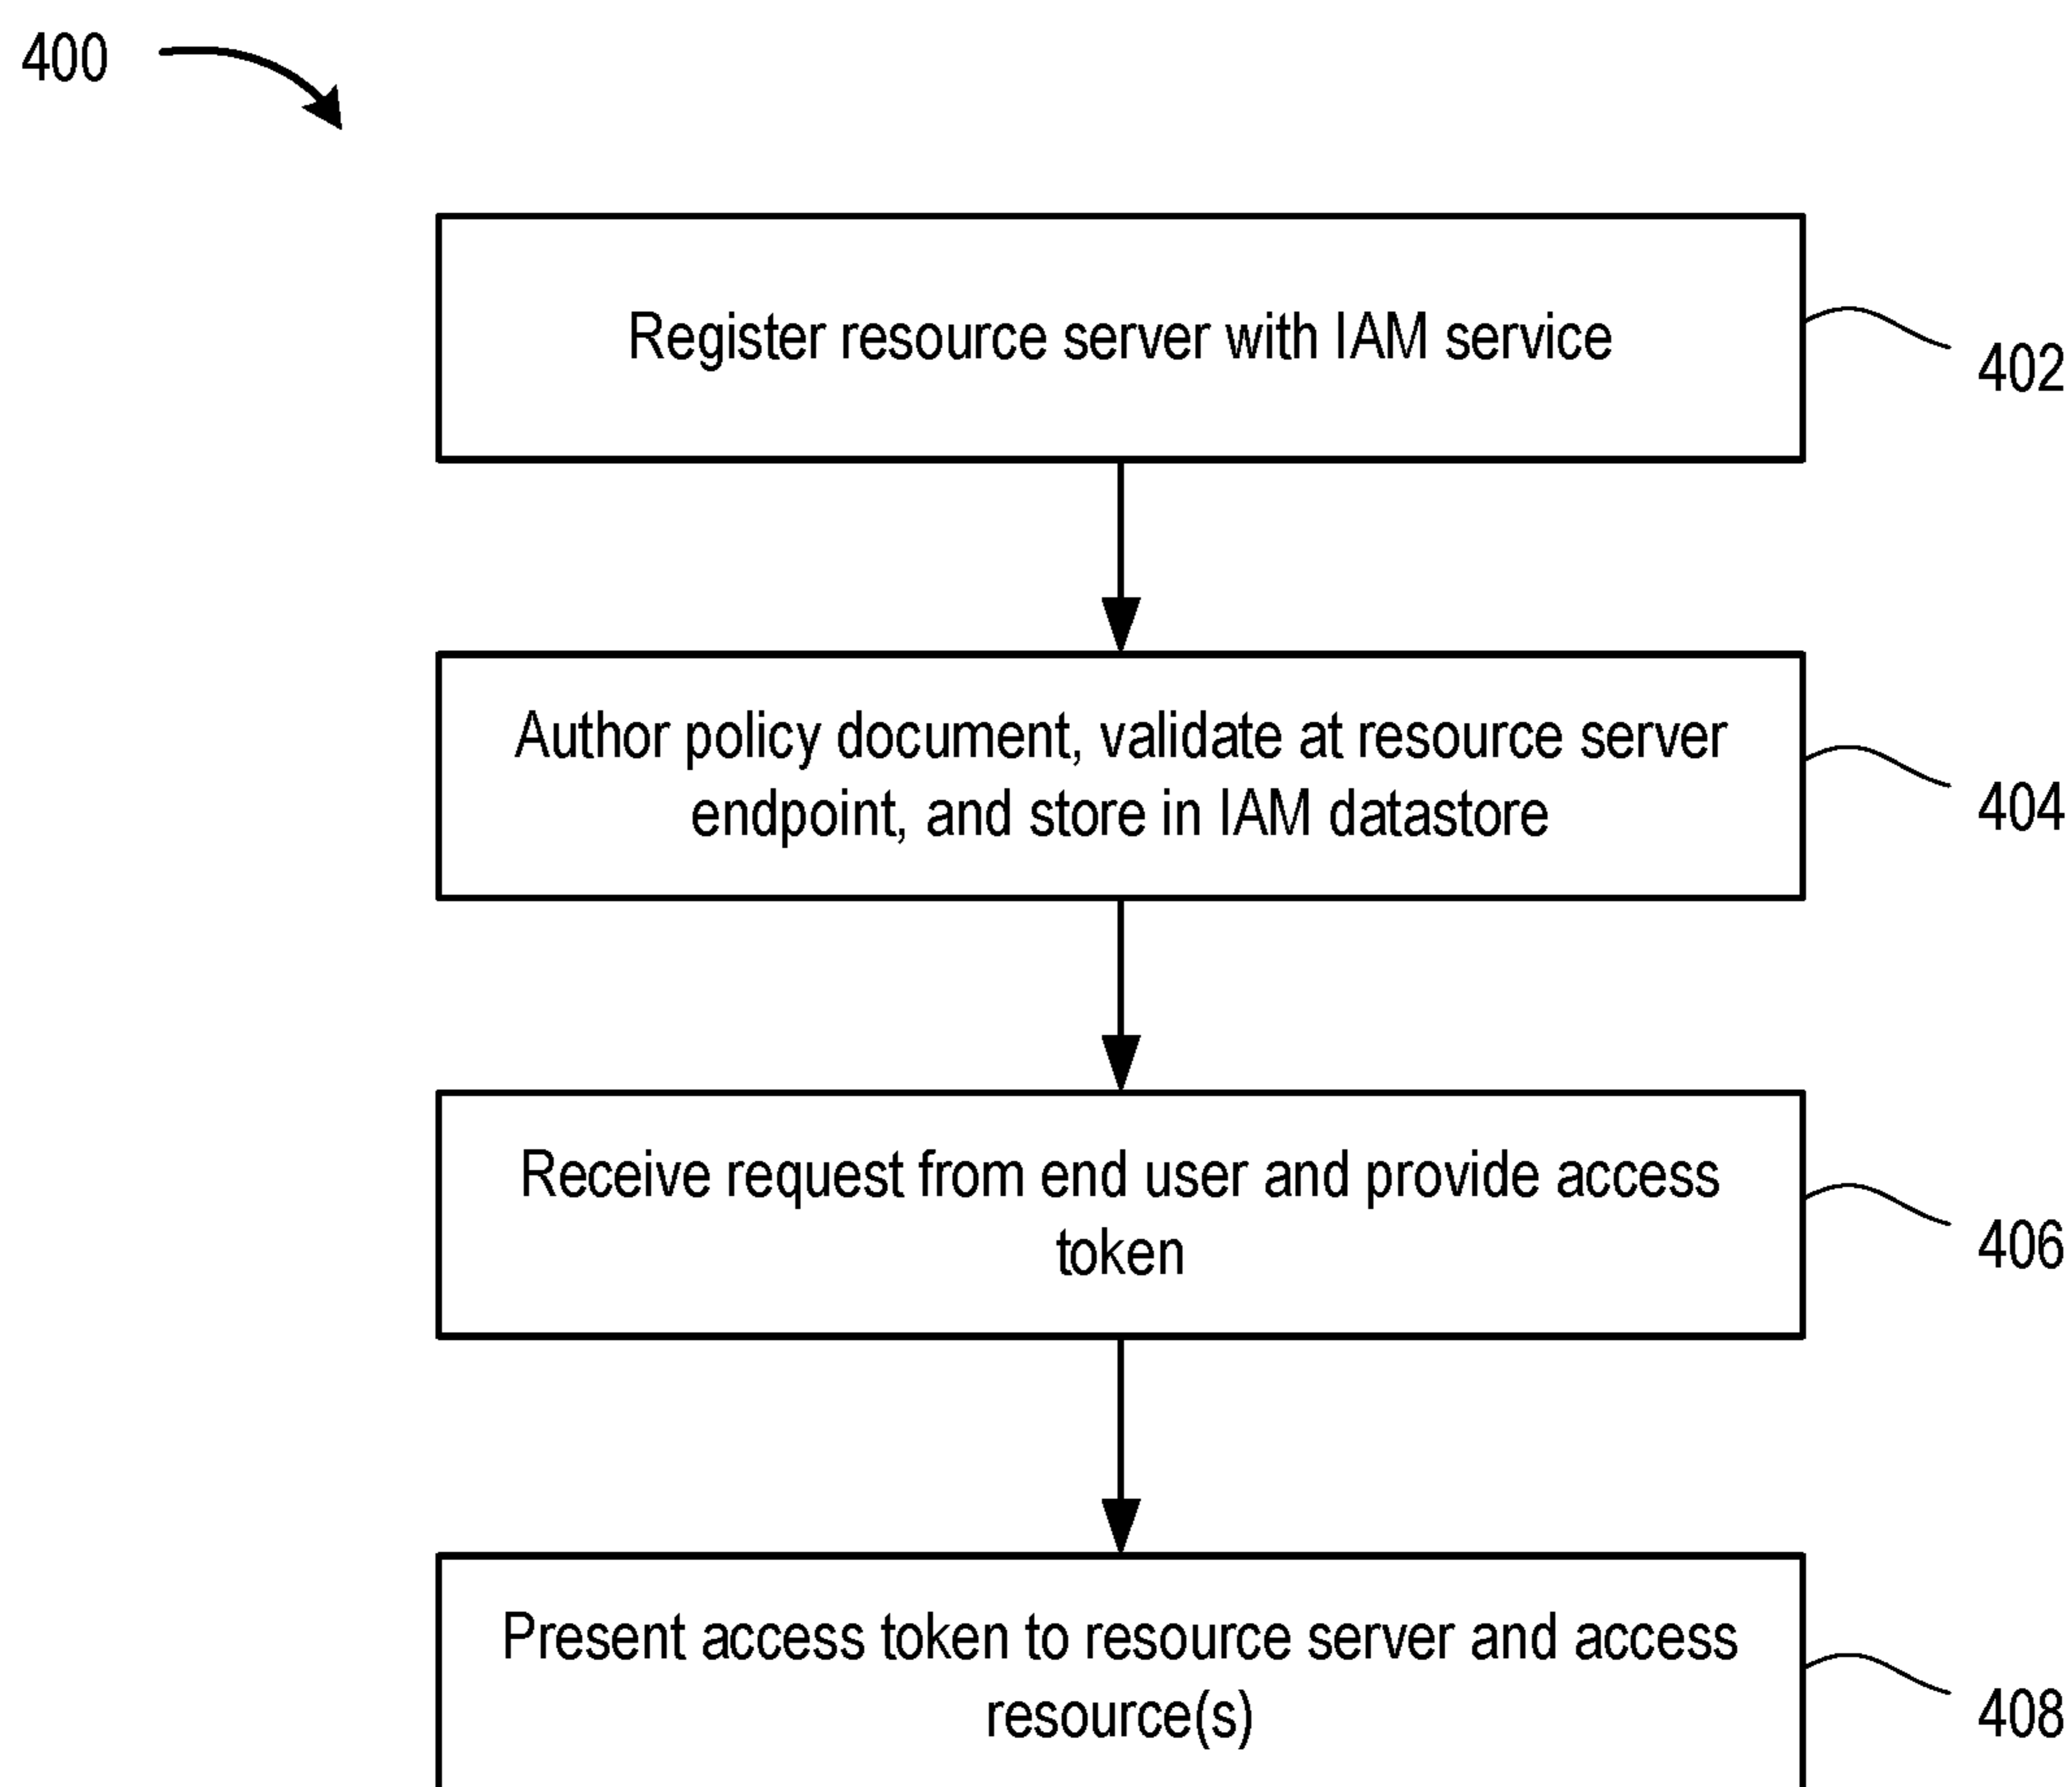 400
Register resource server with IAM service
402
Author policy document, validate at resource server
endpoint, and store in IAM datastore
404
Receive request from end user and provide access
token
406
Present access token to resource server and access
resource(s)
408